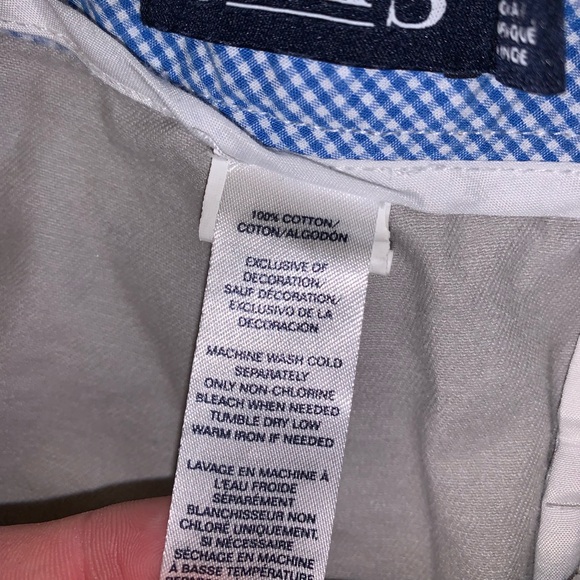 S
100% COTTON/
COTON/ALGODÓN
EXCLUSIVE OF
DECORATION/
SAUF DÉCORATION/
EXCLUSIVO DE LA
DECORACIÓN
MACHINE WASH COLD
SEPARATELY
ONLY NON-CHLORINE
BLEACH WHEN NEEDED
TUMBLE DRY LOW
WARM IRON IF NEEDED
LAVAGE EN MACHINE À
L'EAU FROIDE
SÉPARÉMENT
BLANCHISSEUR NON
CHLORÉ UNIQUEMENT,
SI NÉCESSAIRE
SÉCHAGE EN MACHINE
À BASSE TEMPÉRATURE